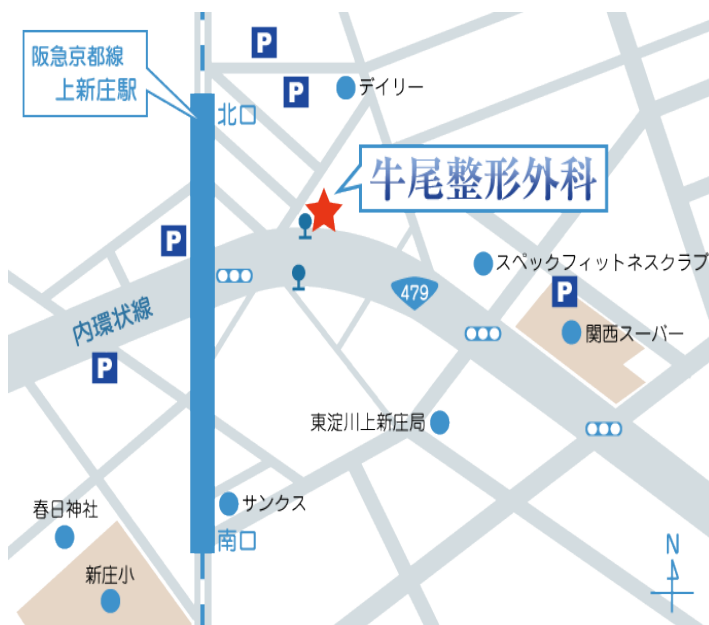 P
阪急京都線
上新庄駅
P
デイリー
北口
牛尾整形外科
P
スペックフィットネスクラブ
479
P
内環状線
関西スーパー
P
東淀川上新庄局
サンクス
春日神社
南口
N
新庄小